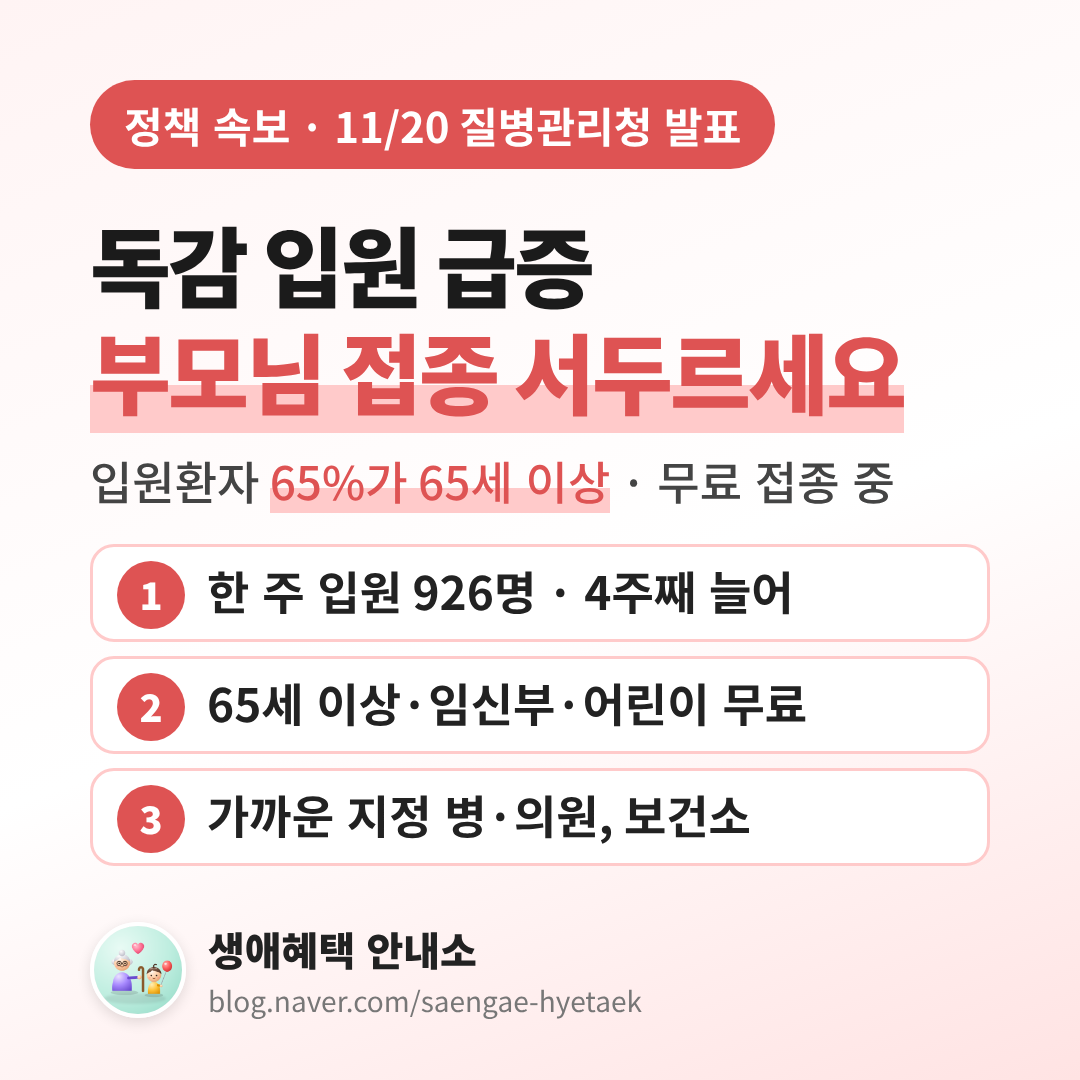 정책 속보 · 11/20 질병관리청 발표
독감 입원 급증
부모님 접종 서두르세요
입원환자 65%가 65세 이상 · 무료 접종 중
1 한 주 입원 926명 · 4주째 늘어
2 65세 이상·임신부·어린이 무료
3 가까운 지정 병·의원, 보건소
생애혜택 안내소
blog.naver.com/saengae-hyetaek